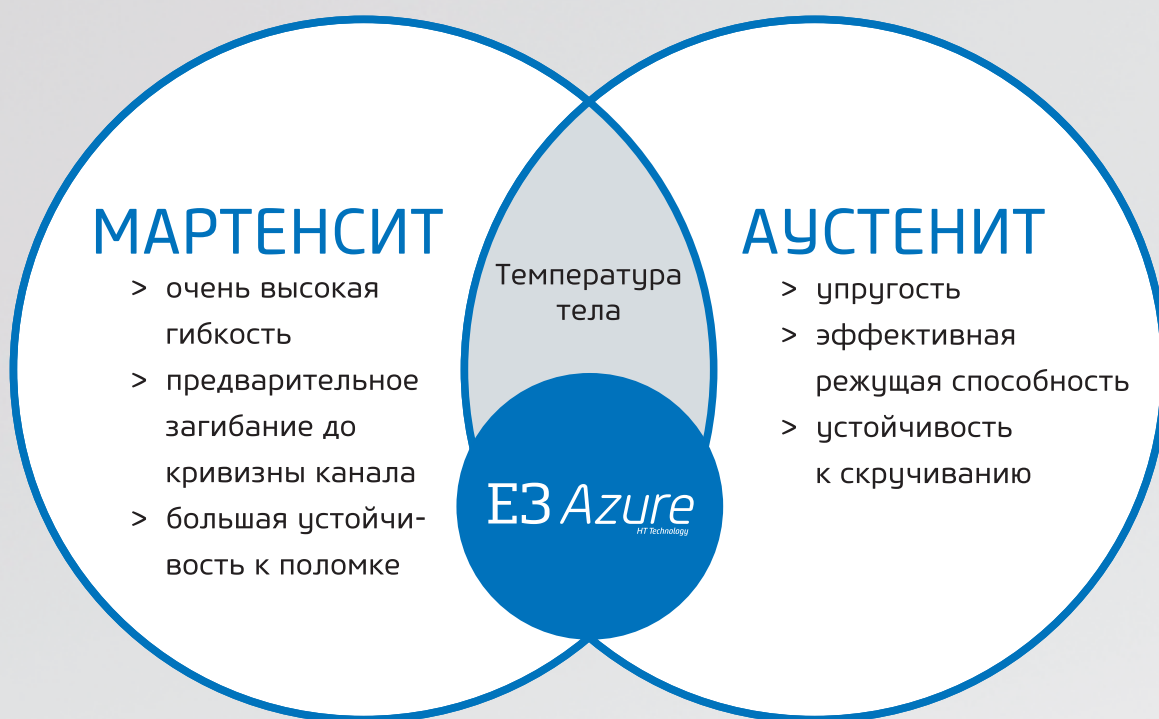 МАРТЕНСИТ
> очень высокая
гибкость
> предварительное
загибание до
кривизны канала
> большая устойчи-
вость к поломке
Температура
тела
E3 Azure
HT Technology
АУСТЕНИТ
> упругость
> эффективная
режущая способность
> устойчивость
к скручиванию